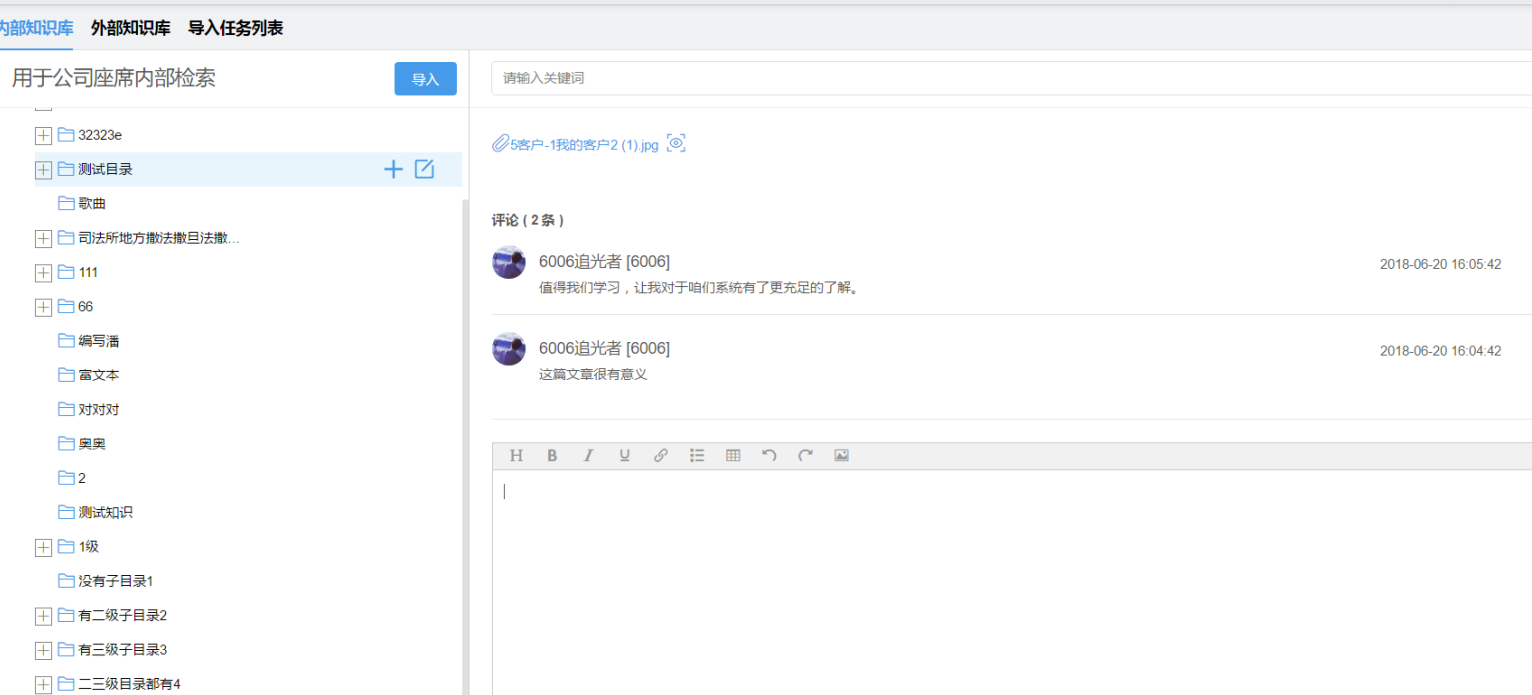 内部知识库 外部知识库 导入任务列表
用于公司座席内部检索 导入
请输入关键词
32323e
测试目录
歌曲
司法所地方撒法撒旦法撒...
111
66
编写潘
富文本
对对对
奥奥
2
测试知识
1级
没有子目录1
有二级子目录2
有三级子目录3
二三级目录都有4
5客户-1我的客户2 (1).jpg
评论 ( 2 条 )
6006追光者 [6006] 2018-06-20 16:05:42
值得我们学习，让我对于咱们系统有了更充足的了解。
6006追光者 [6006] 2018-06-20 16:04:42
这篇文章很有意义
H B I U